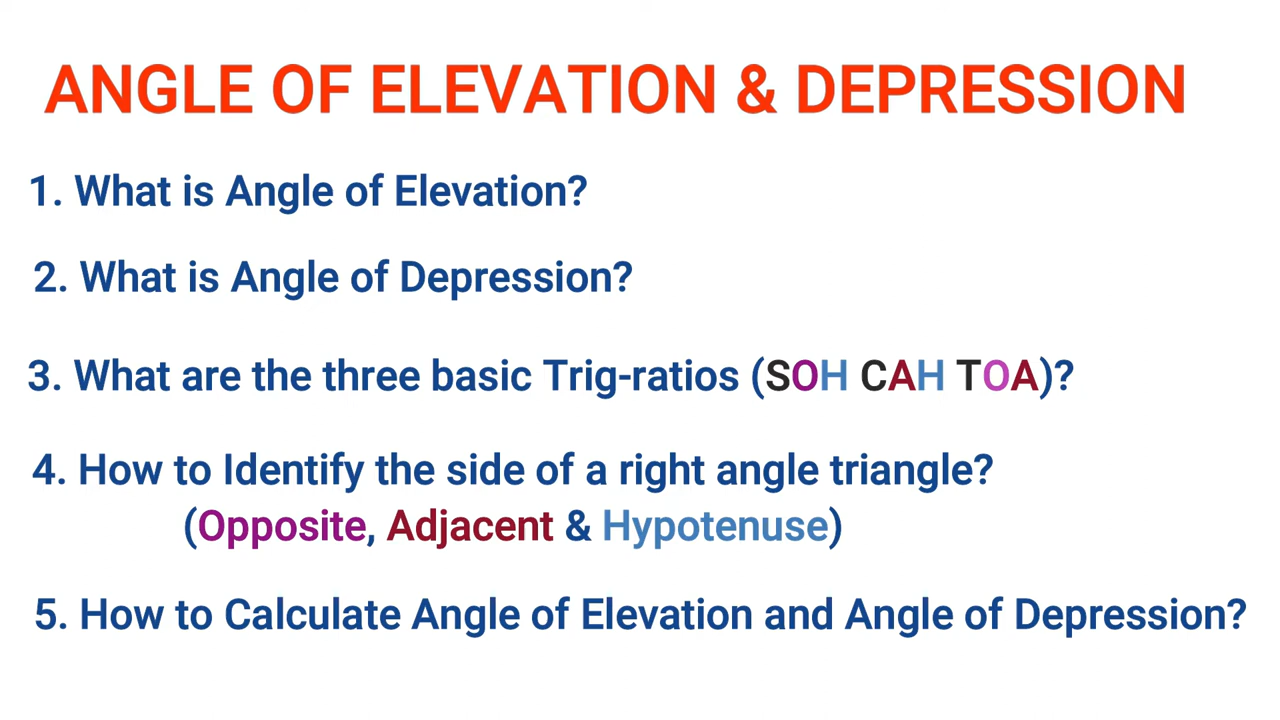 ANGLE OF ELEVATION & DEPRESSION
1. What is Angle of Elevation?
2. What is Angle of Depression?
3. What are the three basic Trig-ratios (SOH CAH TOA)?
4. How to Identify the side of a right angle triangle?
(Opposite, Adjacent & Hypotenuse)
5. How to Calculate Angle of Elevation and Angle of Depression?